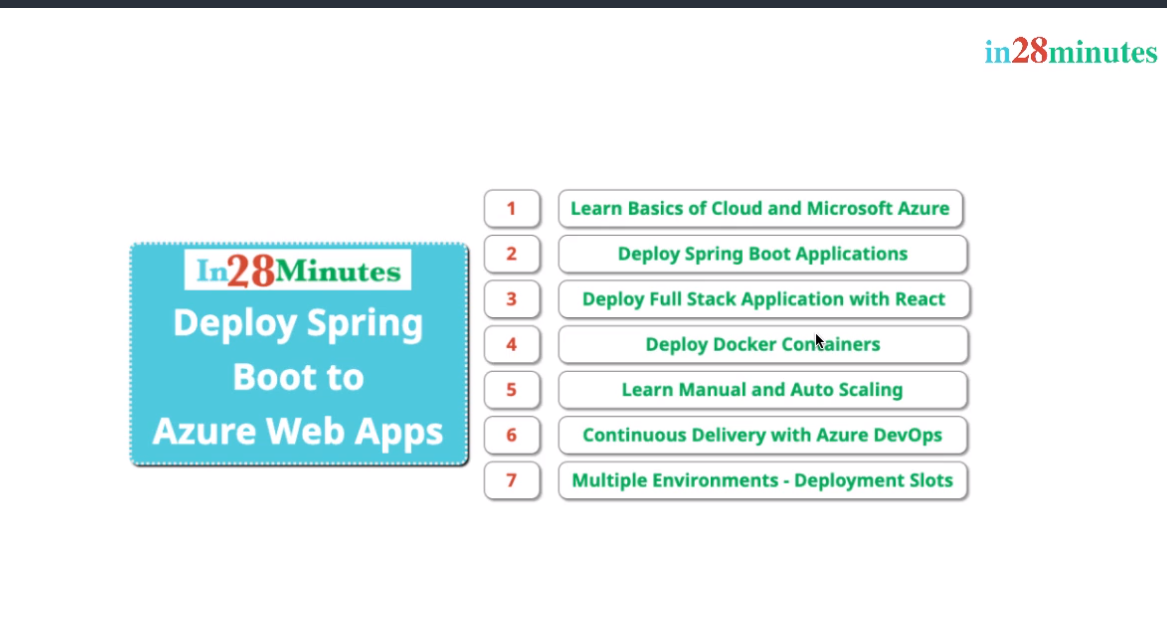 in28minutes
In28Minutes
Deploy Spring
Boot to
Azure Web Apps
1 Learn Basics of Cloud and Microsoft Azure
2 Deploy Spring Boot Applications
3 Deploy Full Stack Application with React
4 Deploy Docker Containers
5 Learn Manual and Auto Scaling
6 Continuous Delivery with Azure DevOps
7 Multiple Environments - Deployment Slots